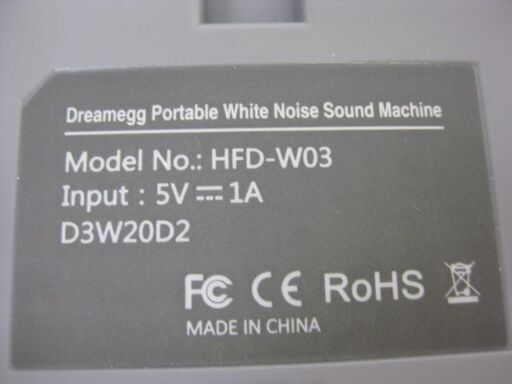 Dreamegg Portable White Noise Sound Machine
Model No.: HFD-W03
Input : 5V ⎓ 1A
D3W20D2
FC CE RoHS
MADE IN CHINA